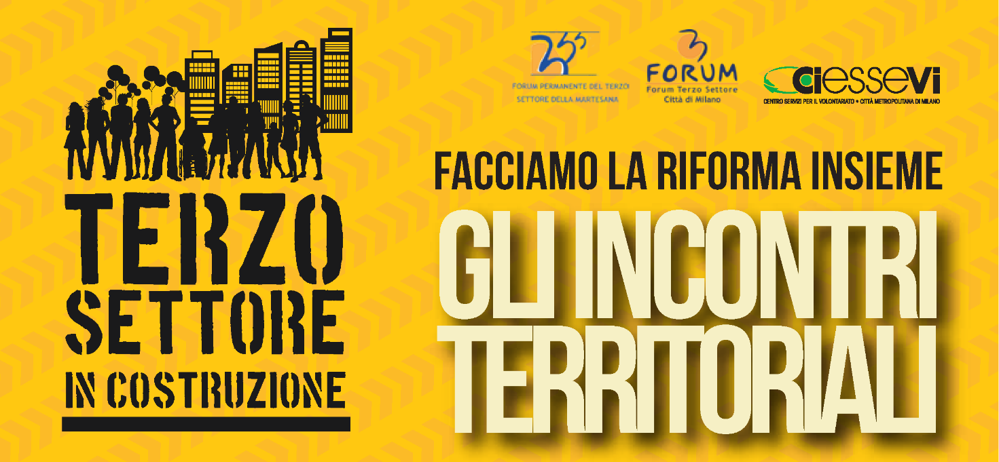 TERZO
SETTORE
IN COSTRUZIONE
FORUM PERMANENTE DEL TERZO
SETTORE DELLA MARTESANA
FORUM
Forum Terzo Settore
Città di Milano
CiesseVi
CENTRO SERVIZI PER IL VOLONTARIATO • CITTÀ METROPOLITANA DI MILANO
FACCIAMO LA RIFORMA INSIEME
GLI INCONTRI
TERRITORIALI